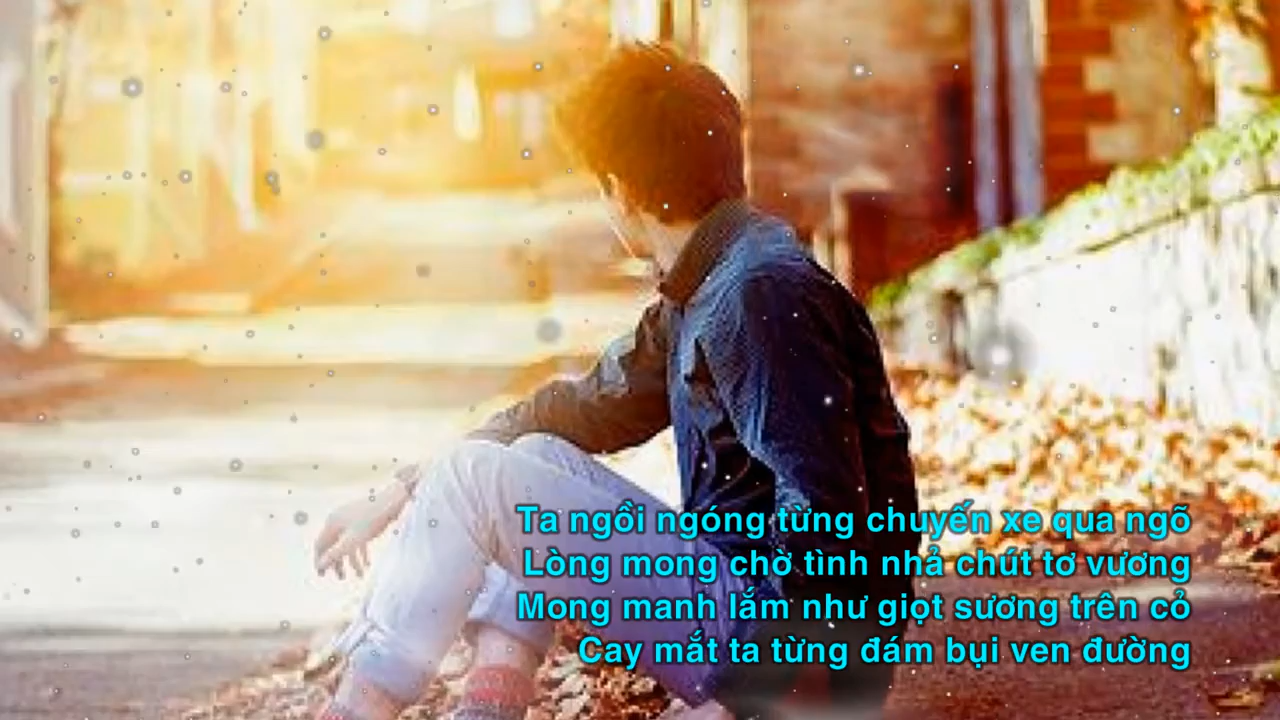 Ta ngồi ngóng từng chuyến xe qua ngõ
Lòng mong chờ tình nhả chút tơ vương
Mong manh lắm như giọt sương trên cỏ
Cay mắt ta từng đám bụi ven đường